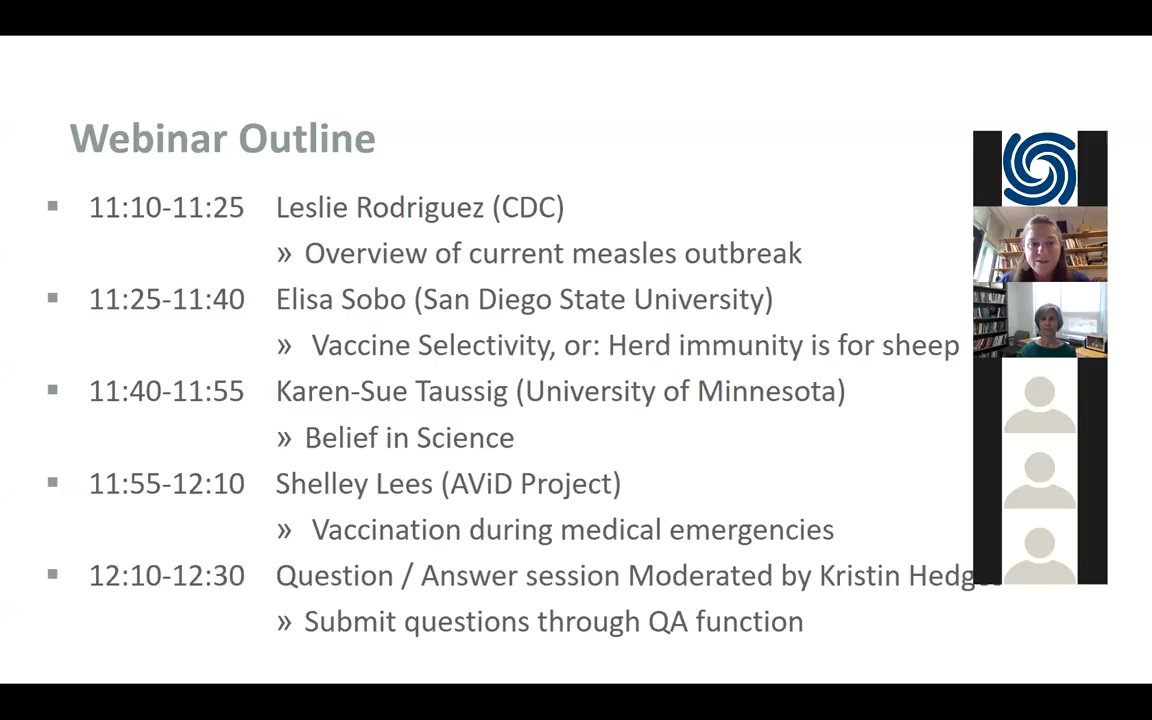 Webinar Outline
▪ 11:10-11:25 Leslie Rodriguez (CDC)
» Overview of current measles outbreak
▪ 11:25-11:40 Elisa Sobo (San Diego State University)
» Vaccine Selectivity, or: Herd immunity is for sheep
▪ 11:40-11:55 Karen-Sue Taussig (University of Minnesota)
» Belief in Science
▪ 11:55-12:10 Shelley Lees (AViD Project)
» Vaccination during medical emergencies
▪ 12:10-12:30 Question / Answer session Moderated by Kristin
» Submit questions through QA function